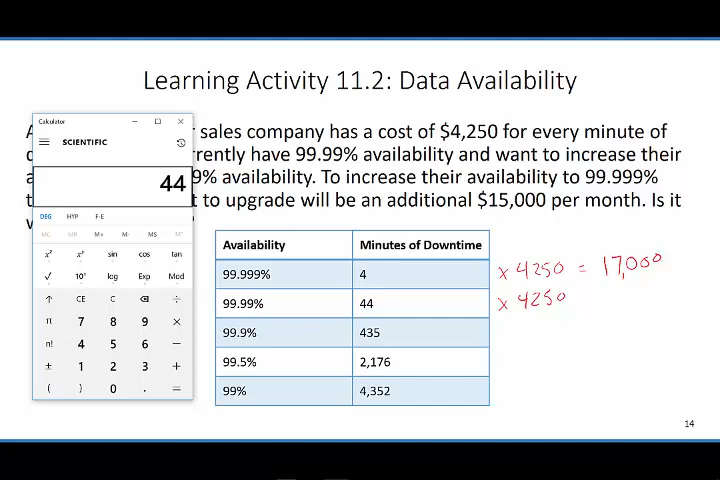 Learning Activity 11.2: Data Availability
Calculator
SCIENTIFIC
44
DEG HYP F-E
MC MR M+ M- MS M˅
x² xʸ sin cos tan
√ 10ˣ log Exp Mod
↑ CE C ⌫ ÷
π 7 8 9 ×
n! 4 5 6 −
± 1 2 3 +
( ) 0 . =
A sales company has a cost of $4,250 for every minute of
rrently have 99.99% availability and want to increase their
9% availability. To increase their availability to 99.999%
t to upgrade will be an additional $15,000 per month. Is it
Availability Minutes of Downtime
99.999% 4 x 4250 = 17,000
99.99% 44 x 4250
99.9% 435
99.5% 2,176
99% 4,352
14